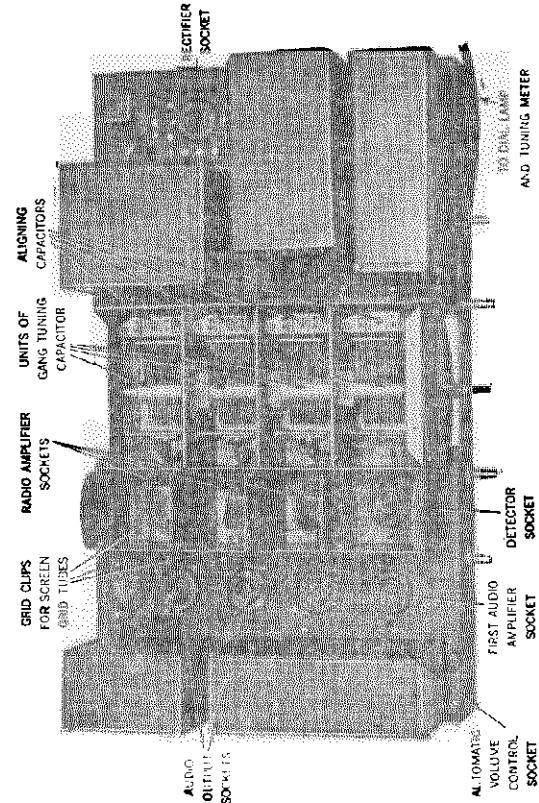 GRID CLIPS
FOR SCREEN
GRID TUBES
RADIO AMPLIFIER
SOCKETS
UNITS OF
GANG TUNING
CAPACITOR
ALIGNING
CAPACITORS
RECTIFIER
SOCKET
AUDIO
OUTPUT
SOCKETS
AUTOMATIC
VOLUME
CONTROL
SOCKET
FIRST AUDIO
AMPLIFIER
SOCKET
DETECTOR
SOCKET
TO DIAL LAMP
AND TUNING METER